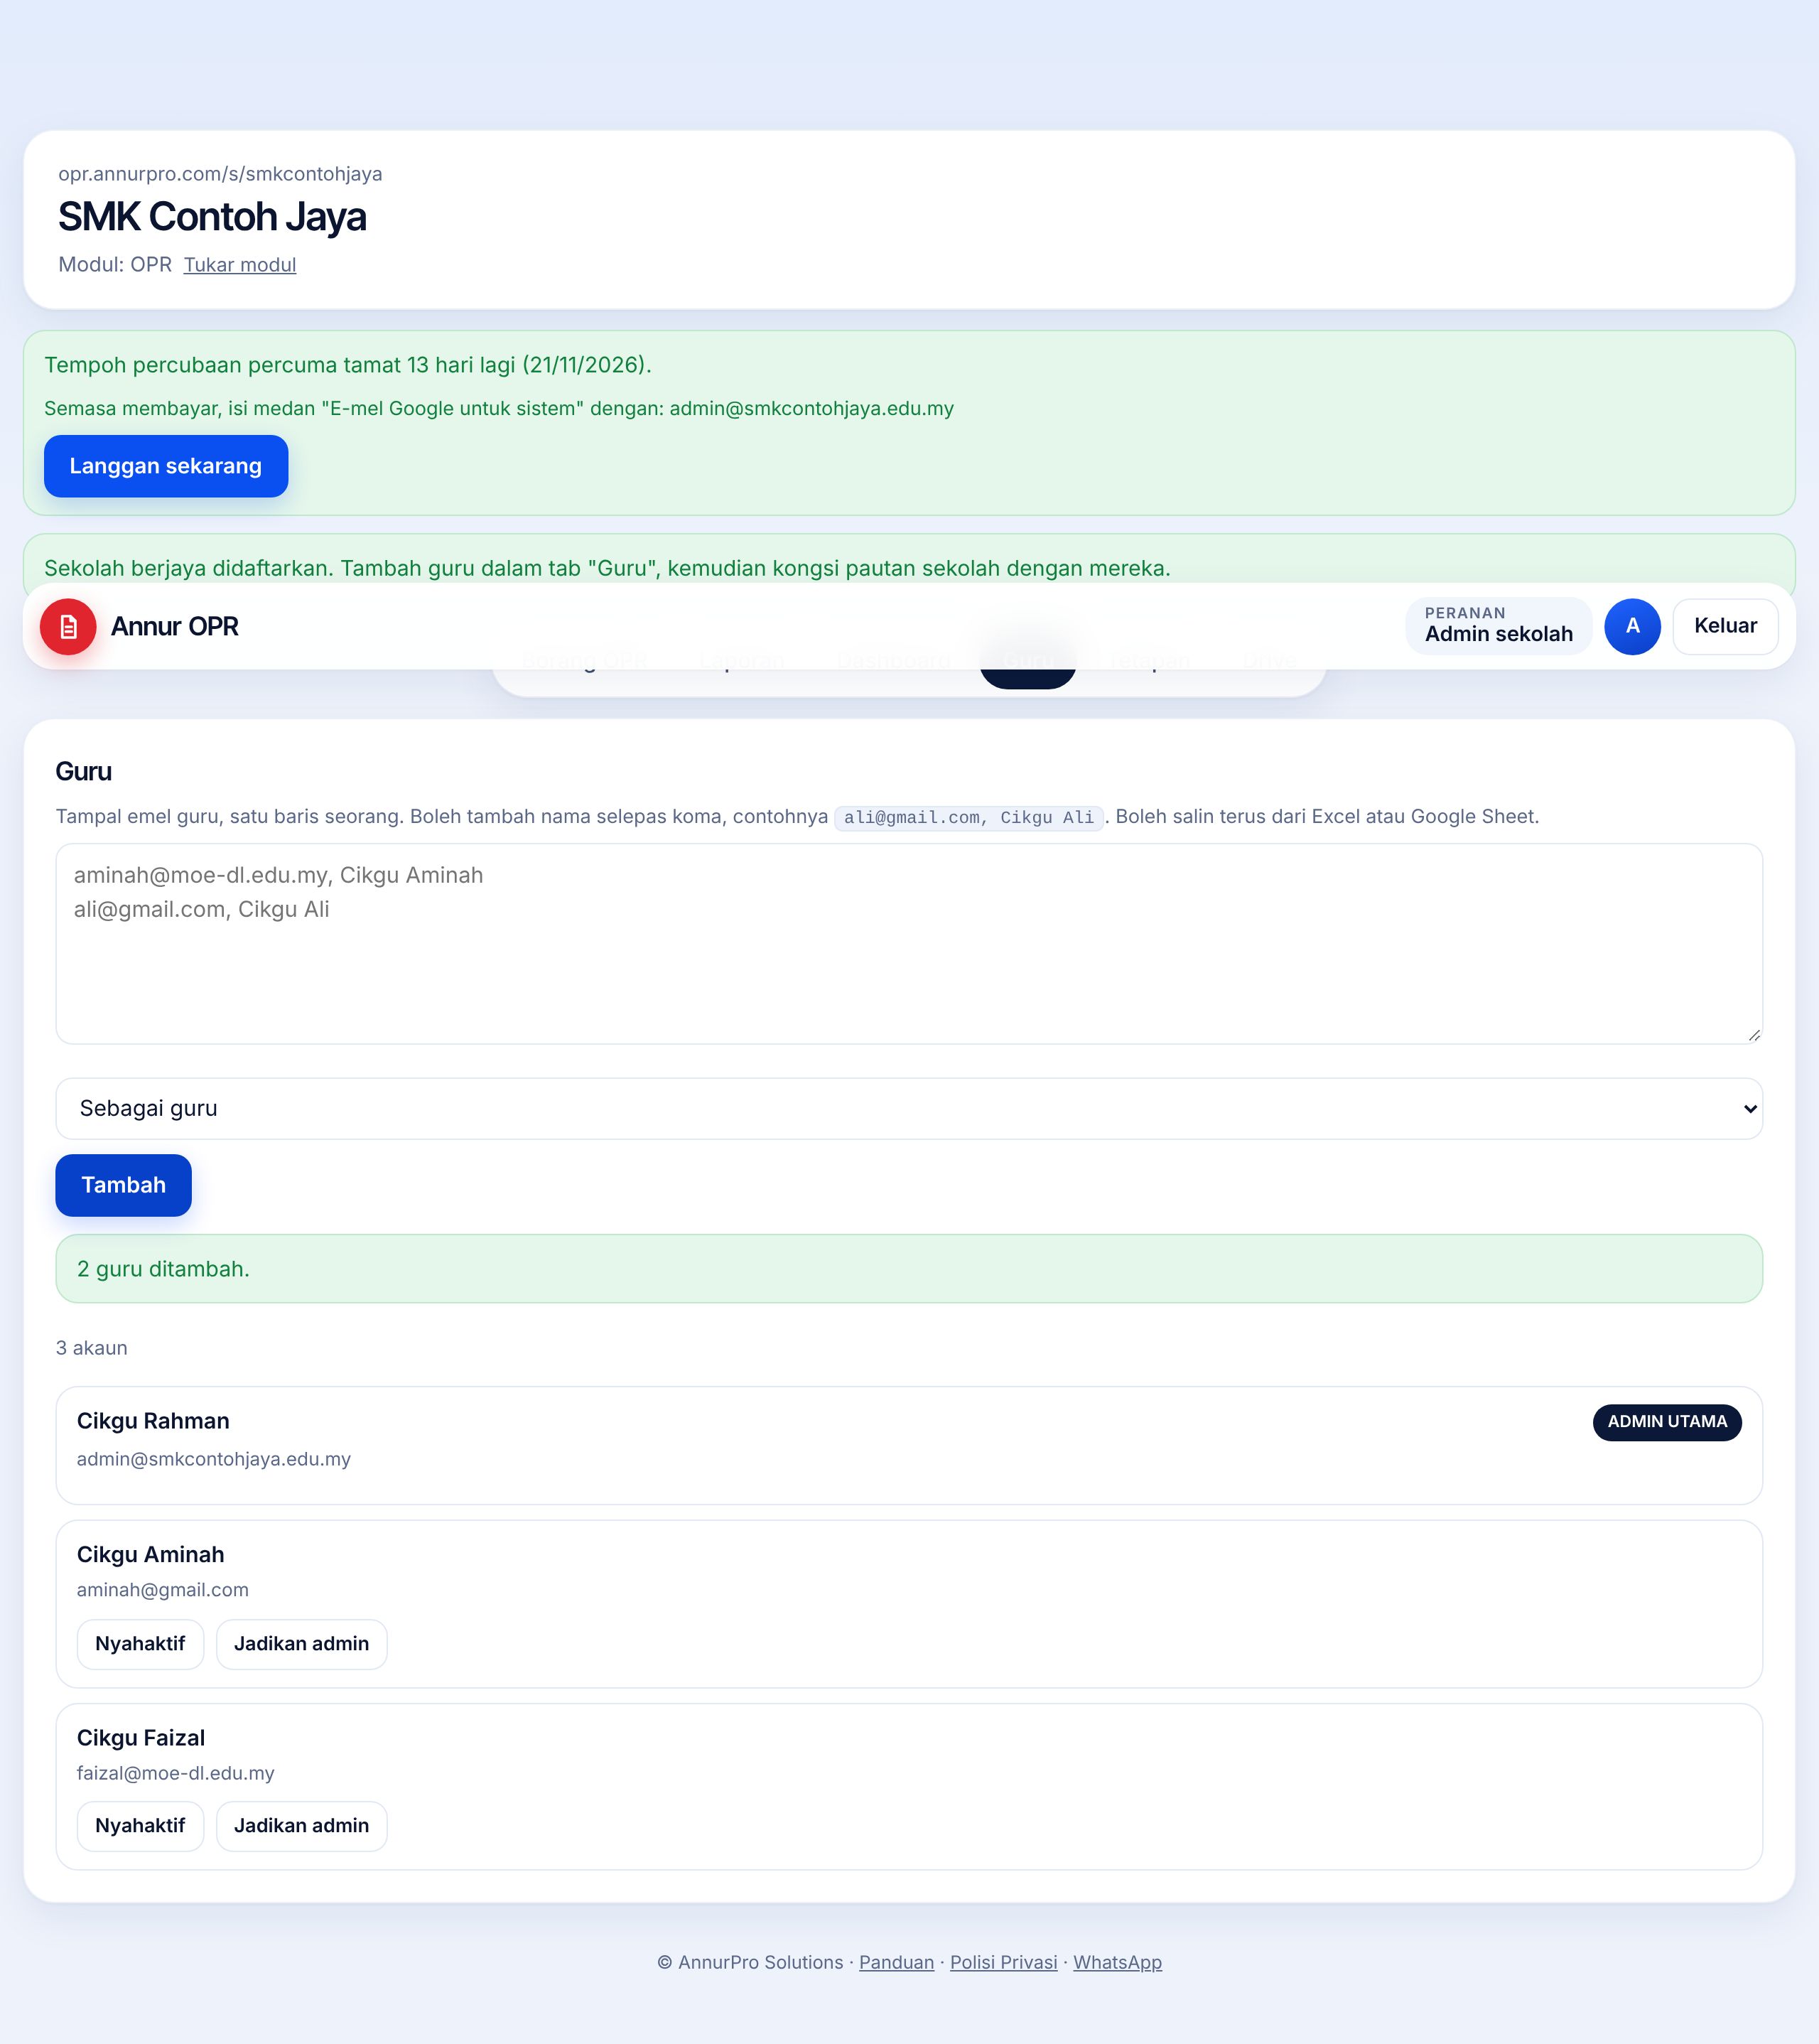 opr.annurpro.com/s/smkcontohjaya
SMK Contoh Jaya
Modul: OPR Tukar modul
Tempoh percubaan percuma tamat 13 hari lagi (21/11/2026).
Semasa membayar, isi medan "E-mel Google untuk sistem" dengan: admin@smkcontohjaya.edu.my
Langgan sekarang
Sekolah berjaya didaftarkan. Tambah guru dalam tab "Guru", kemudian kongsi pautan sekolah dengan mereka.
Annur OPR
PERANAN
Admin sekolah
A
Keluar
Borang OPR Laporan Dashboard Guru Tetapan Drive
Guru
Tampal emel guru, satu baris seorang. Boleh tambah nama selepas koma, contohnya ali@gmail.com, Cikgu Ali. Boleh salin terus dari Excel atau Google Sheet.
aminah@moe-dl.edu.my, Cikgu Aminah
ali@gmail.com, Cikgu Ali
Sebagai guru
Tambah
2 guru ditambah.
3 akaun
Cikgu Rahman
ADMIN UTAMA
admin@smkcontohjaya.edu.my
Cikgu Aminah
aminah@gmail.com
Nyahaktif Jadikan admin
Cikgu Faizal
faizal@moe-dl.edu.my
Nyahaktif Jadikan admin
© AnnurPro Solutions · Panduan · Polisi Privasi · WhatsApp